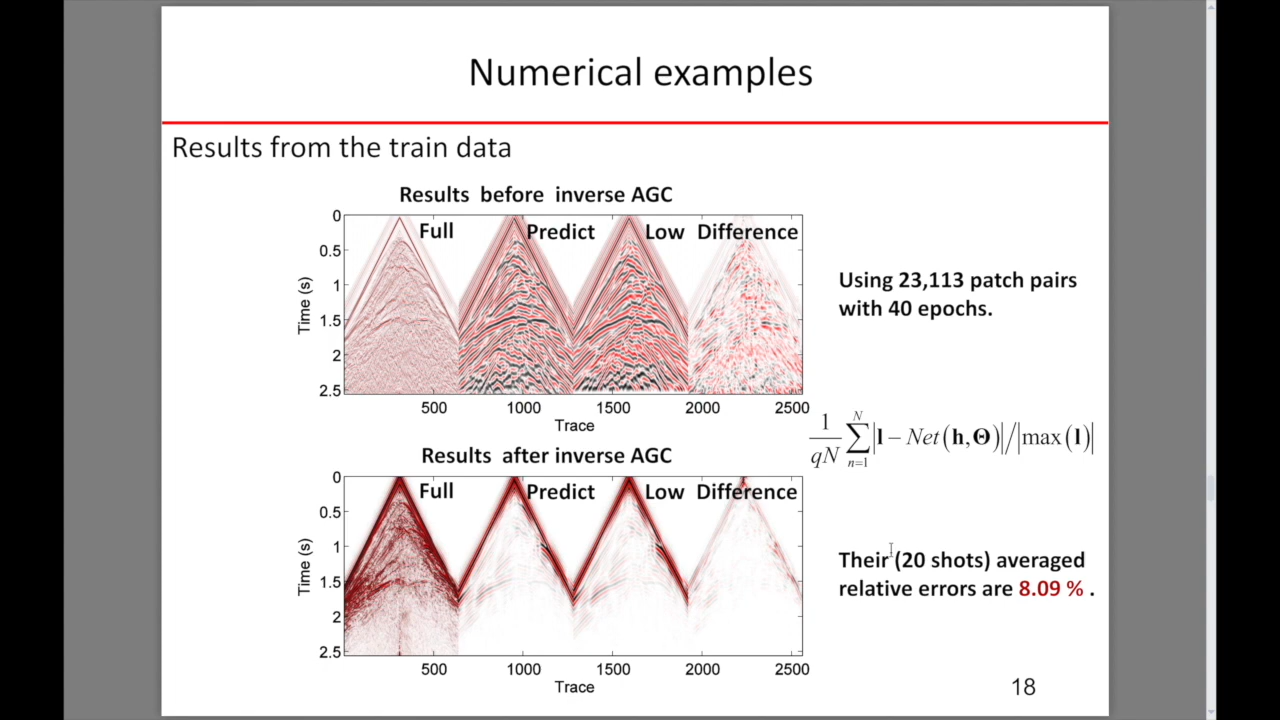 Numerical examples
Results from the train data
Results before inverse AGC
Full Predict Low Difference
0
0.5
1
1.5
2
2.5
Time (s)
500 1000 1500 2000 2500
Trace
Using 23,113 patch pairs
with 40 epochs.
1/qN ∑_{n=1}^{N} |l − Net(h,Θ)|/|max(l)|
Results after inverse AGC
Full Predict Low Difference
0
0.5
1
1.5
2
2.5
Time (s)
500 1000 1500 2000 2500
Trace
Their (20 shots) averaged
relative errors are 8.09 % .
18